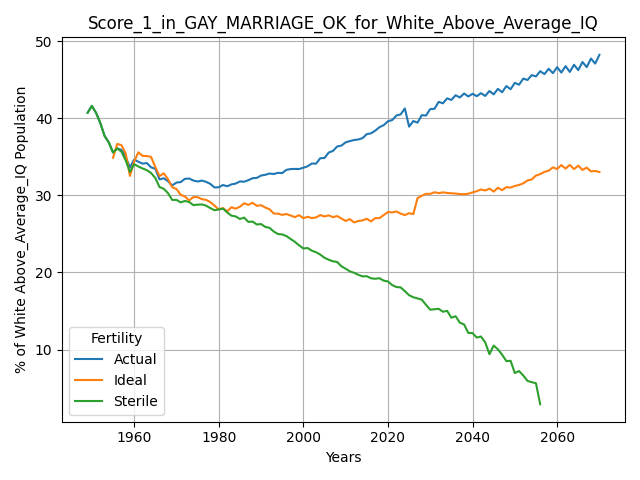 Score_1_in_GAY_MARRIAGE_OK_for_White_Above_Average_IQ
% of White Above_Average_IQ Population
50
40
30
20
10
Fertility
Actual
Ideal
Sterile
1960 1980 2000 2020 2040 2060
Years